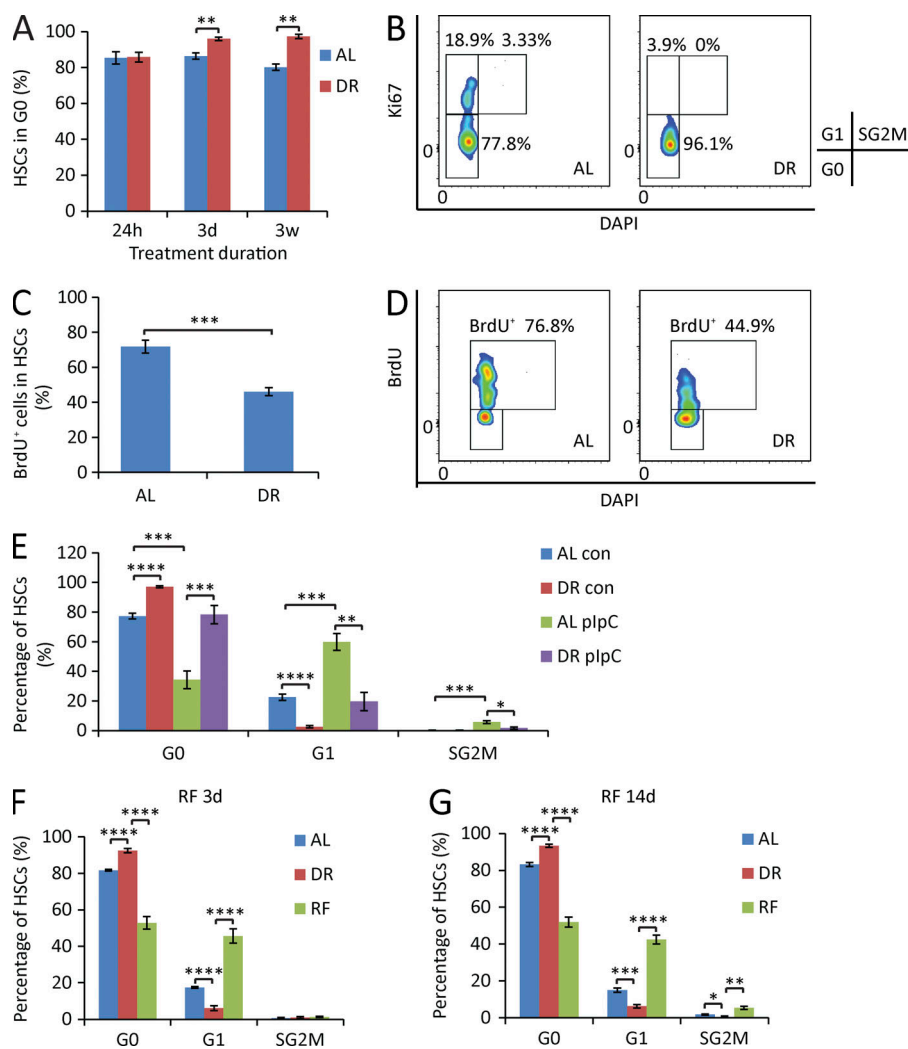 A
HSCs in G0 (%)
100
80
60
40
20
0
**
**
AL
DR
24h 3d 3w
Treatment duration
B
Ki67
18.9% 3.33%
77.8%
AL
0
0
3.9% 0%
96.1%
DR
0
0
DAPI
G1 SG2M
G0
C
BrdU⁺ cells in HSCs
(%)
100
80
60
40
20
0
***
AL DR
D
BrdU
BrdU⁺ 76.8%
AL
0
0
BrdU⁺ 44.9%
DR
0
0
DAPI
E
Percentage of HSCs
(%)
120
100
80
60
40
20
0
***
**** ***
***
**
****
***
*
G0 G1 SG2M
AL con
DR con
AL pIpC
DR pIpC
F
RF 3d
Percentage of HSCs (%)
100
80
60
40
20
0
****
****
****
****
AL
DR
RF
G0 G1 SG2M
G
RF 14d
Percentage of HSCs (%)
100
80
60
40
20
0
****
****
****
***
**
*
AL
DR
RF
G0 G1 SG2M